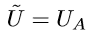 Ũ = U_A